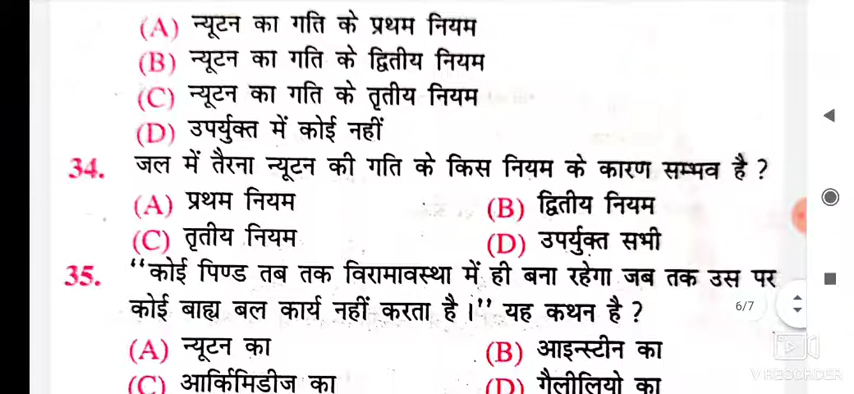 (A) न्यूटन का गति के प्रथम नियम
(B) न्यूटन का गति के द्वितीय नियम
(C) न्यूटन का गति के तृतीय नियम
(D) उपर्युक्त में कोई नहीं
34. जल में तैरना न्यूटन की गति के किस नियम के कारण सम्भव है ?
(A) प्रथम नियम (B) द्वितीय नियम
(C) तृतीय नियम (D) उपर्युक्त सभी
35. ‘‘कोई पिण्ड तब तक विरामावस्था में ही बना रहेगा जब तक उस पर
कोई बाह्य बल कार्य नहीं करता है।’’ यह कथन है ?
6/7
(A) न्यूटन का (B) आइन्स्टीन का
(C) आर्किमिडीज का (D) गैलीलियो का
V RECORDER